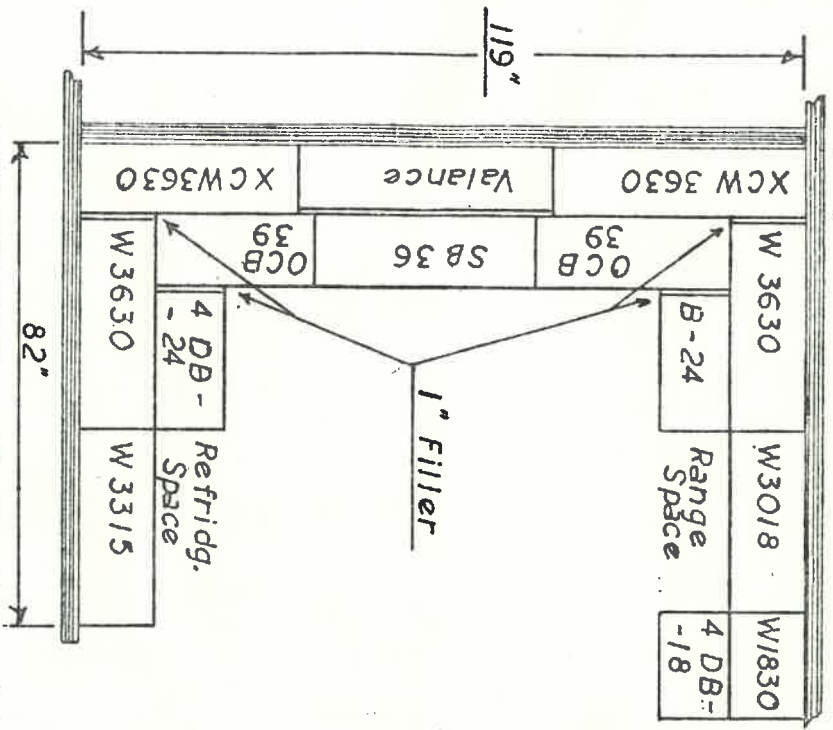 119"
XCW3630
Valance
XCW 3630
OCB
39
SB 36
OCB
39
W 3630
4 DB -
- 24
B-24
W 3630
82"
1" Filler
W 3315
Refridg.
Space
Range
Space
W3018
4 DB-
-18
W1830